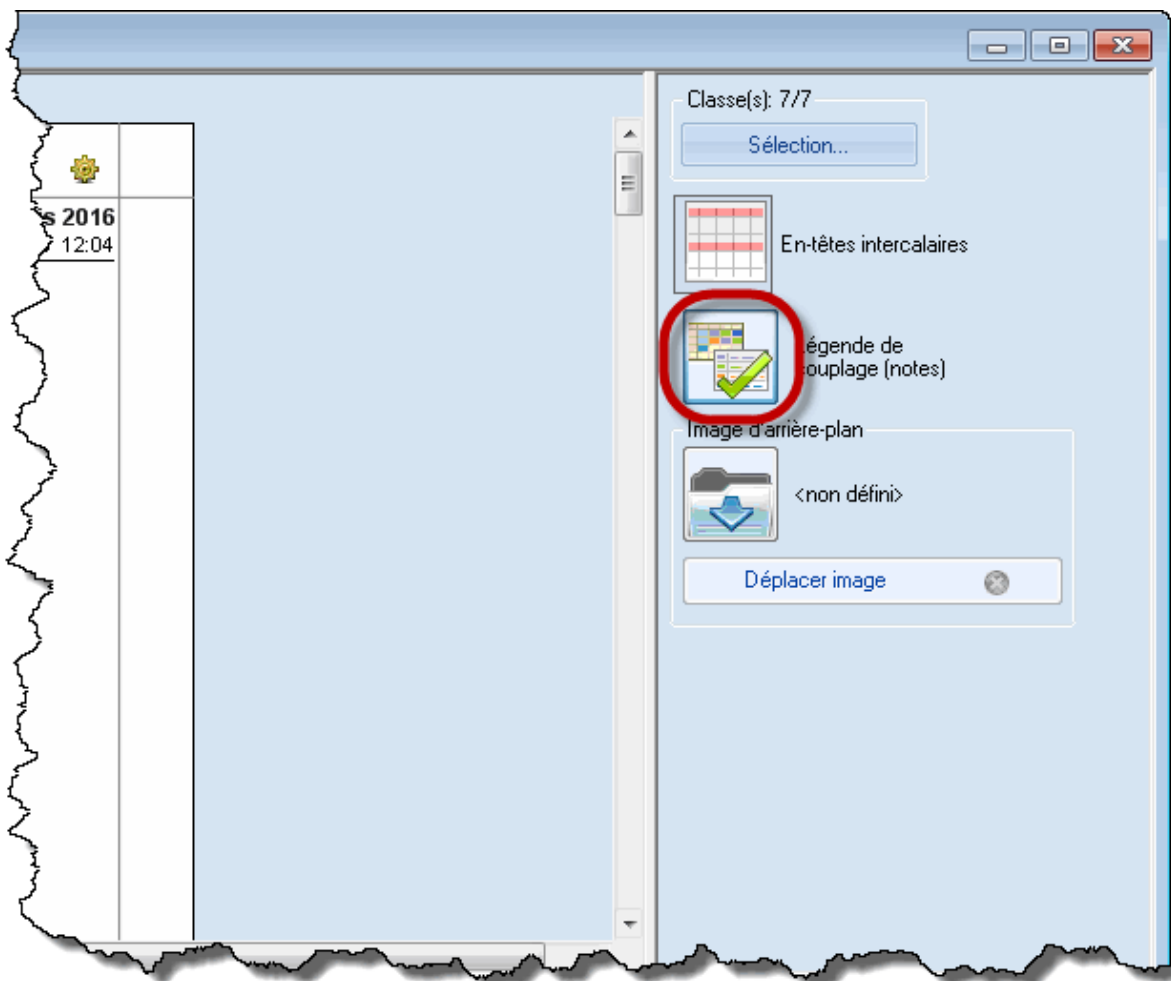 s 2016
12:04
Classe(s): 7/7
Sélection...
En-têtes intercalaires
égende de
ouplage (notes)
Image d'arrière-plan
<non défini>
Déplacer image